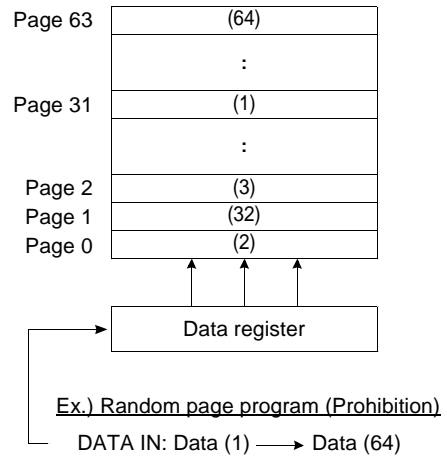 Page 63 (64)
:
Page 31 (1)
:
Page 2 (3)
Page 1 (32)
Page 0 (2)
Data register
Ex.) Random page program (Prohibition)
DATA IN: Data (1) → Data (64)